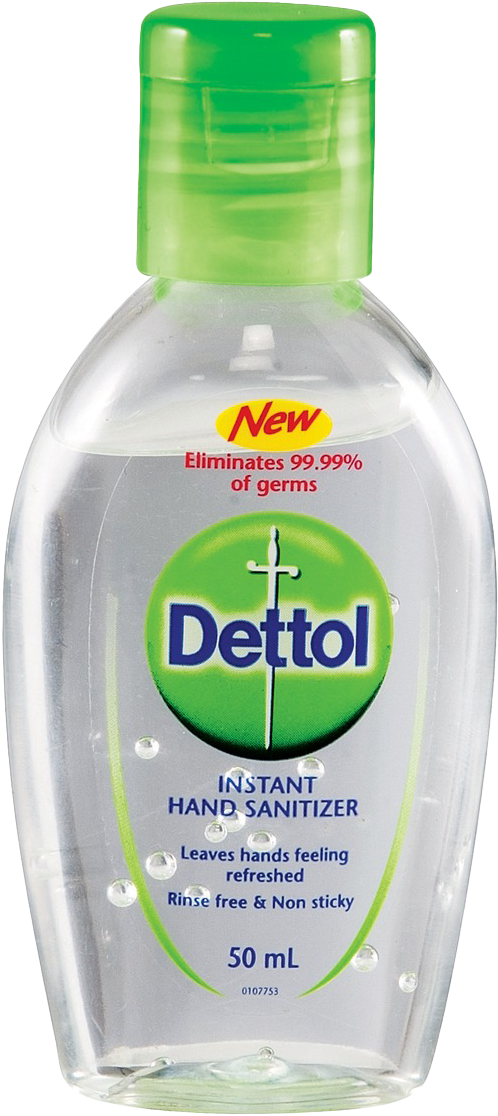 New
Eliminates 99.99%
of germs
Dettol
INSTANT
HAND SANITIZER
Leaves hands feeling
refreshed
Rinse free & Non sticky
50 mL
0107753